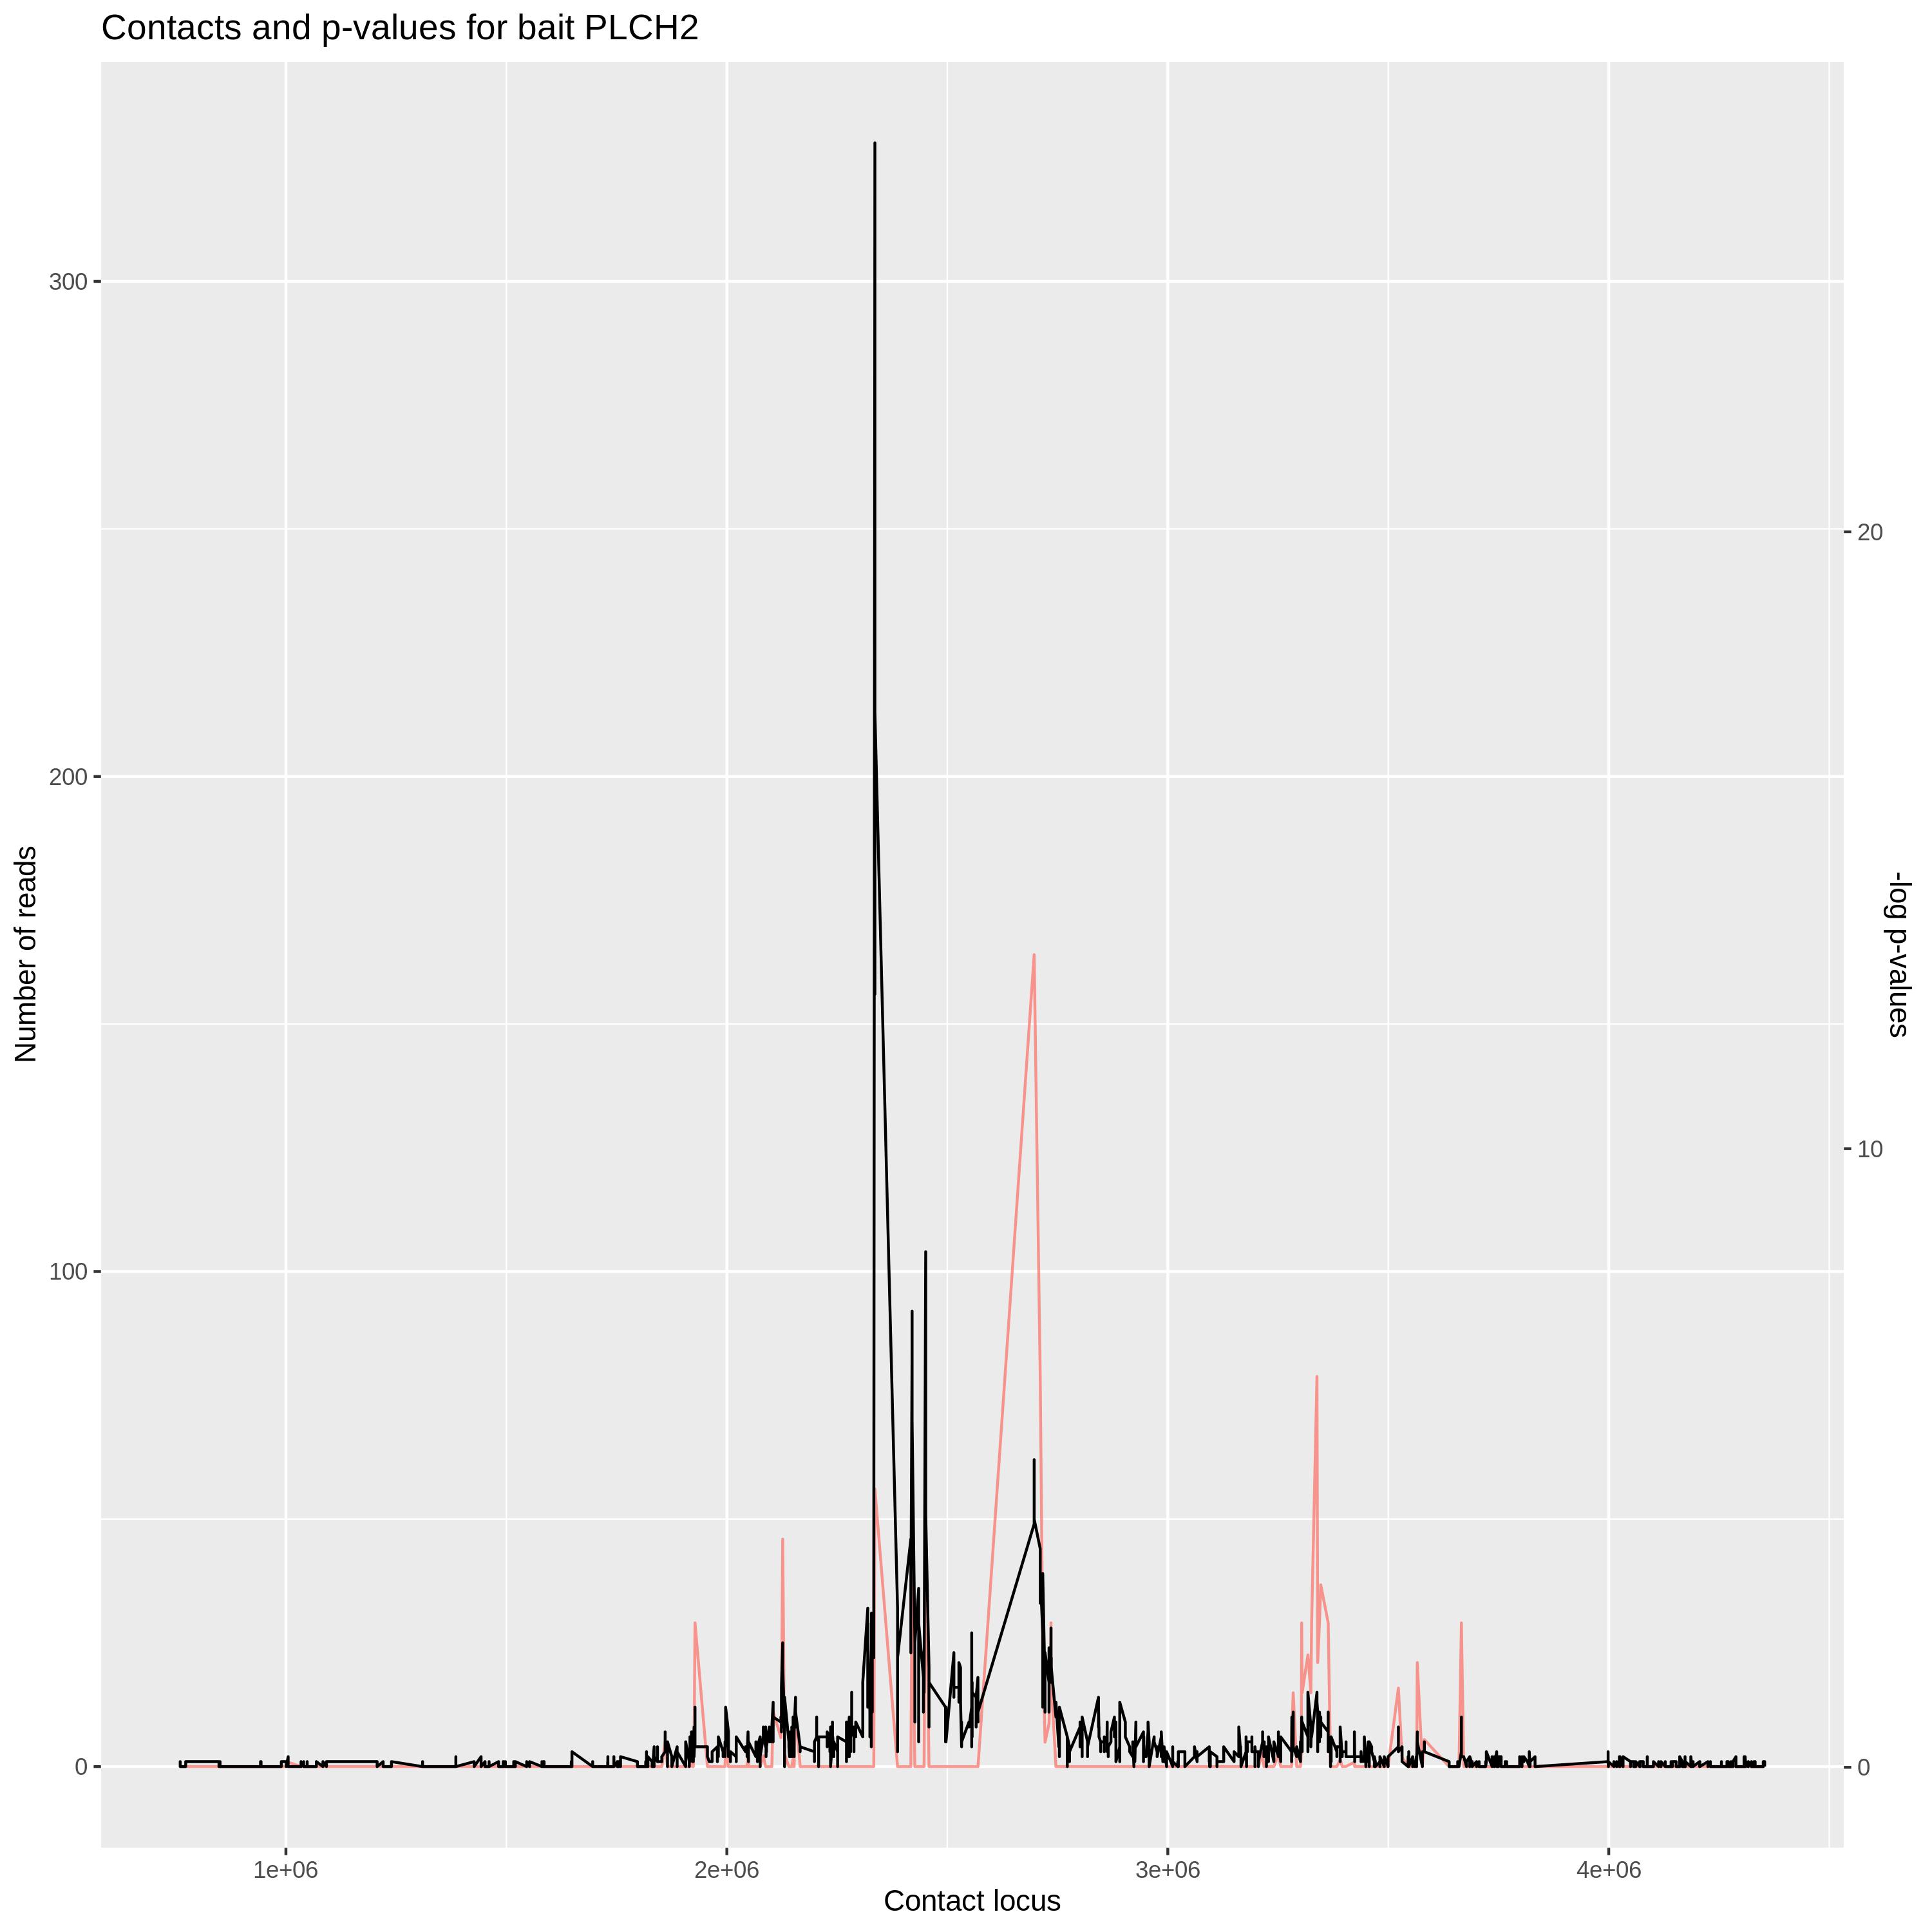 Contacts and p-values for bait PLCH2
300
200
100
0
Number of reads
20
10
0
-log p-values
1e+06
2e+06
3e+06
4e+06
Contact locus